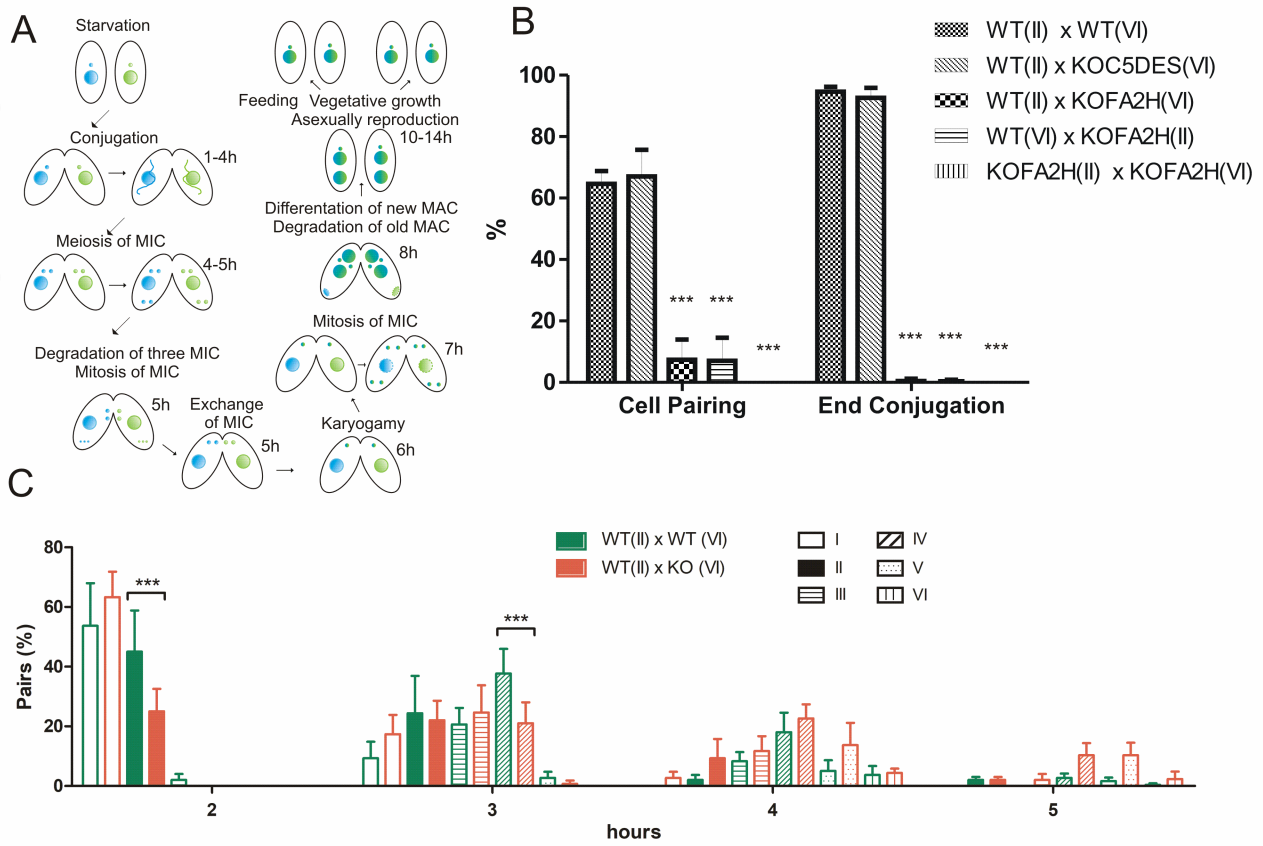 A
Starvation
Conjugation
1-4h
Meiosis of MIC
4-5h
Degradation of three MIC
Mitosis of MIC
5h
Exchange
of MIC
5h
Karyogamy
6h
Mitosis of MIC
7h
Differentation of new MAC
Degradation of old MAC
8h
10-14h
Feeding
Vegetative growth
Asexually reproduction
B
WT(II) x WT(VI)
WT(II) x KOC5DES(VI)
WT(II) x KOFA2H(VI)
WT(VI) x KOFA2H(II)
KOFA2H(II) x KOFA2H(VI)
%
100
80
60
40
20
0
*** *** ***
*** *** ***
Cell Pairing
End Conjugation
C
WT(II) x WT (VI)
WT(II) x KO (VI)
I
II
III
IV
V
VI
Pairs (%)
80
60
40
20
0
***
***
2 3 4 5
hours